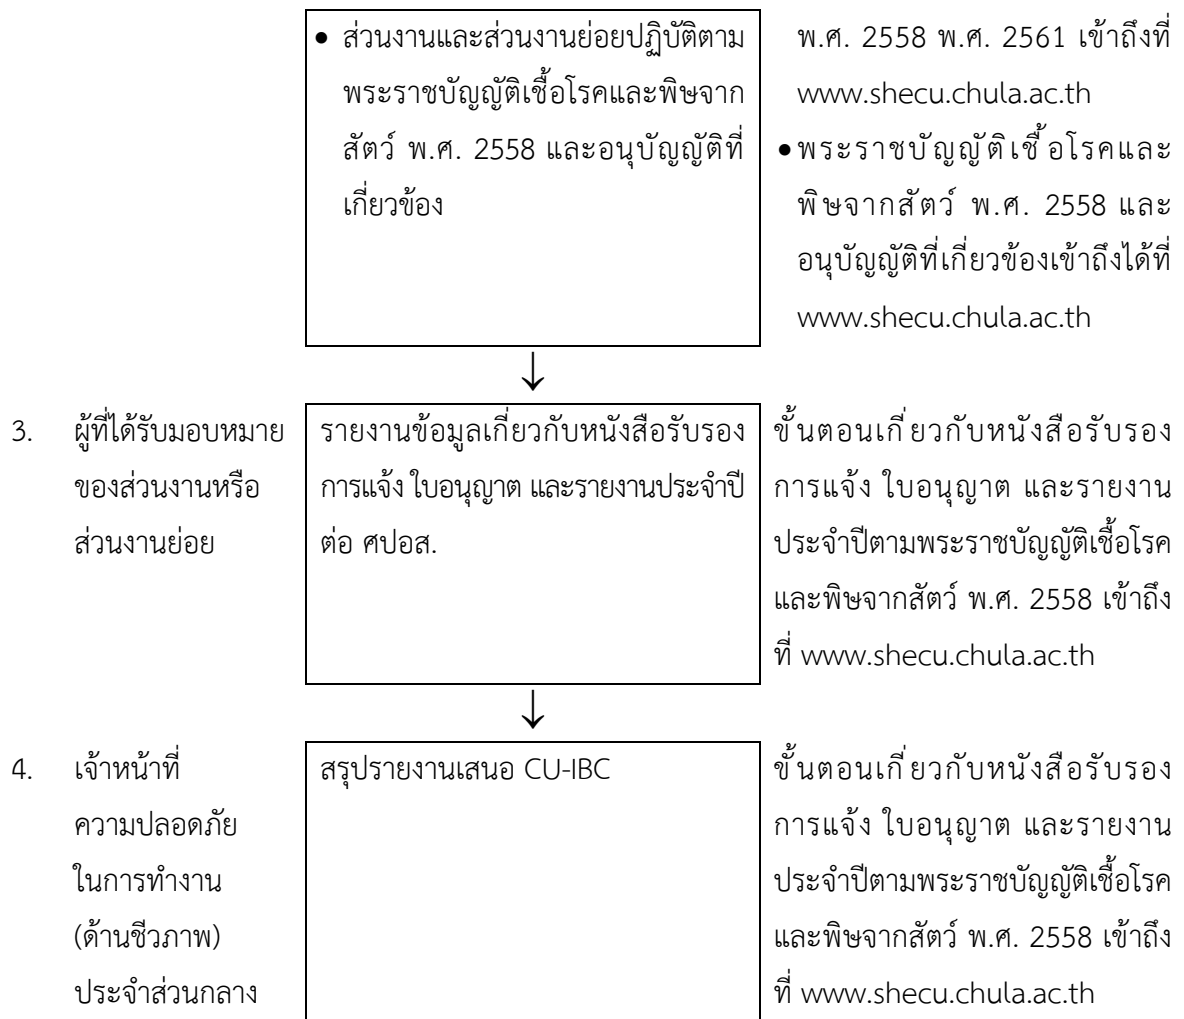 • ส่วนงานและส่วนงานย่อยปฏิบัติตาม
พระราชบัญญัติเชื้อโรคและพิษจาก
สัตว์ พ.ศ. 2558 และอนุบัญญัติที่
เกี่ยวข้อง
พ.ศ. 2558 พ.ศ. 2561 เข้าถึงที่
www.shecu.chula.ac.th
• พระราชบัญญัติเชื้อโรคและ
พิษจากสัตว์ พ.ศ. 2558 และ
อนุบัญญัติที่เกี่ยวข้องเข้าถึงได้ที่
www.shecu.chula.ac.th
↓
3. ผู้ที่ได้รับมอบหมาย
ของส่วนงานหรือ
ส่วนงานย่อย
รายงานข้อมูลเกี่ยวกับหนังสือรับรอง
การแจ้ง ใบอนุญาต และรายงานประจำปี
ต่อ ศปอส.
ขั้นตอนเกี่ยวกับหนังสือรับรอง
การแจ้ง ใบอนุญาต และรายงาน
ประจำปีตามพระราชบัญญัติเชื้อโรค
และพิษจากสัตว์ พ.ศ. 2558 เข้าถึง
ที่ www.shecu.chula.ac.th
↓
4. เจ้าหน้าที่
ความปลอดภัย
ในการทำงาน
(ด้านชีวภาพ)
ประจำส่วนกลาง
สรุปรายงานเสนอ CU-IBC
ขั้นตอนเกี่ยวกับหนังสือรับรอง
การแจ้ง ใบอนุญาต และรายงาน
ประจำปีตามพระราชบัญญัติเชื้อโรค
และพิษจากสัตว์ พ.ศ. 2558 เข้าถึง
ที่ www.shecu.chula.ac.th